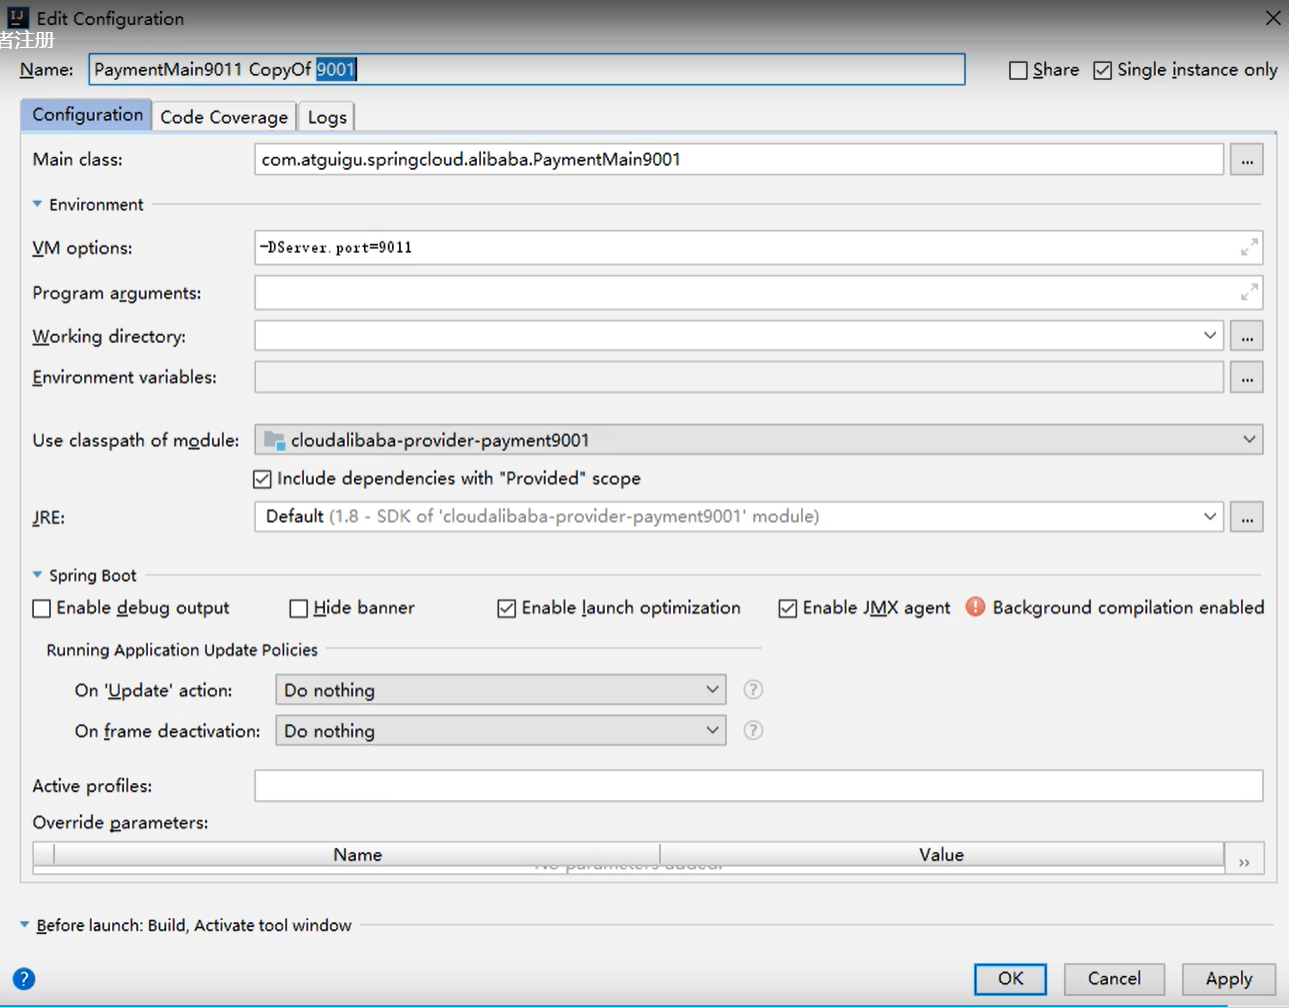 Edit Configuration
者注册
Name: PaymentMain9011 CopyOf 9001 Share Single instance only
Configuration Code Coverage Logs
Main class: com.atguigu.springcloud.alibaba.PaymentMain9001 ...
Environment
VM options: -DServer.port=9011
Program arguments:
Working directory: ...
Environment variables: ...
Use classpath of module: cloudalibaba-provider-payment9001
Include dependencies with "Provided" scope
JRE: Default (1.8 - SDK of 'cloudalibaba-provider-payment9001' module) ...
Spring Boot
Enable debug output Hide banner Enable launch optimization Enable JMX agent Background compilation enabled
Running Application Update Policies
On 'Update' action: Do nothing ?
On frame deactivation: Do nothing ?
Active profiles:
Override parameters:
Name Value
No parameters added. »
Before launch: Build, Activate tool window
? OK Cancel Apply